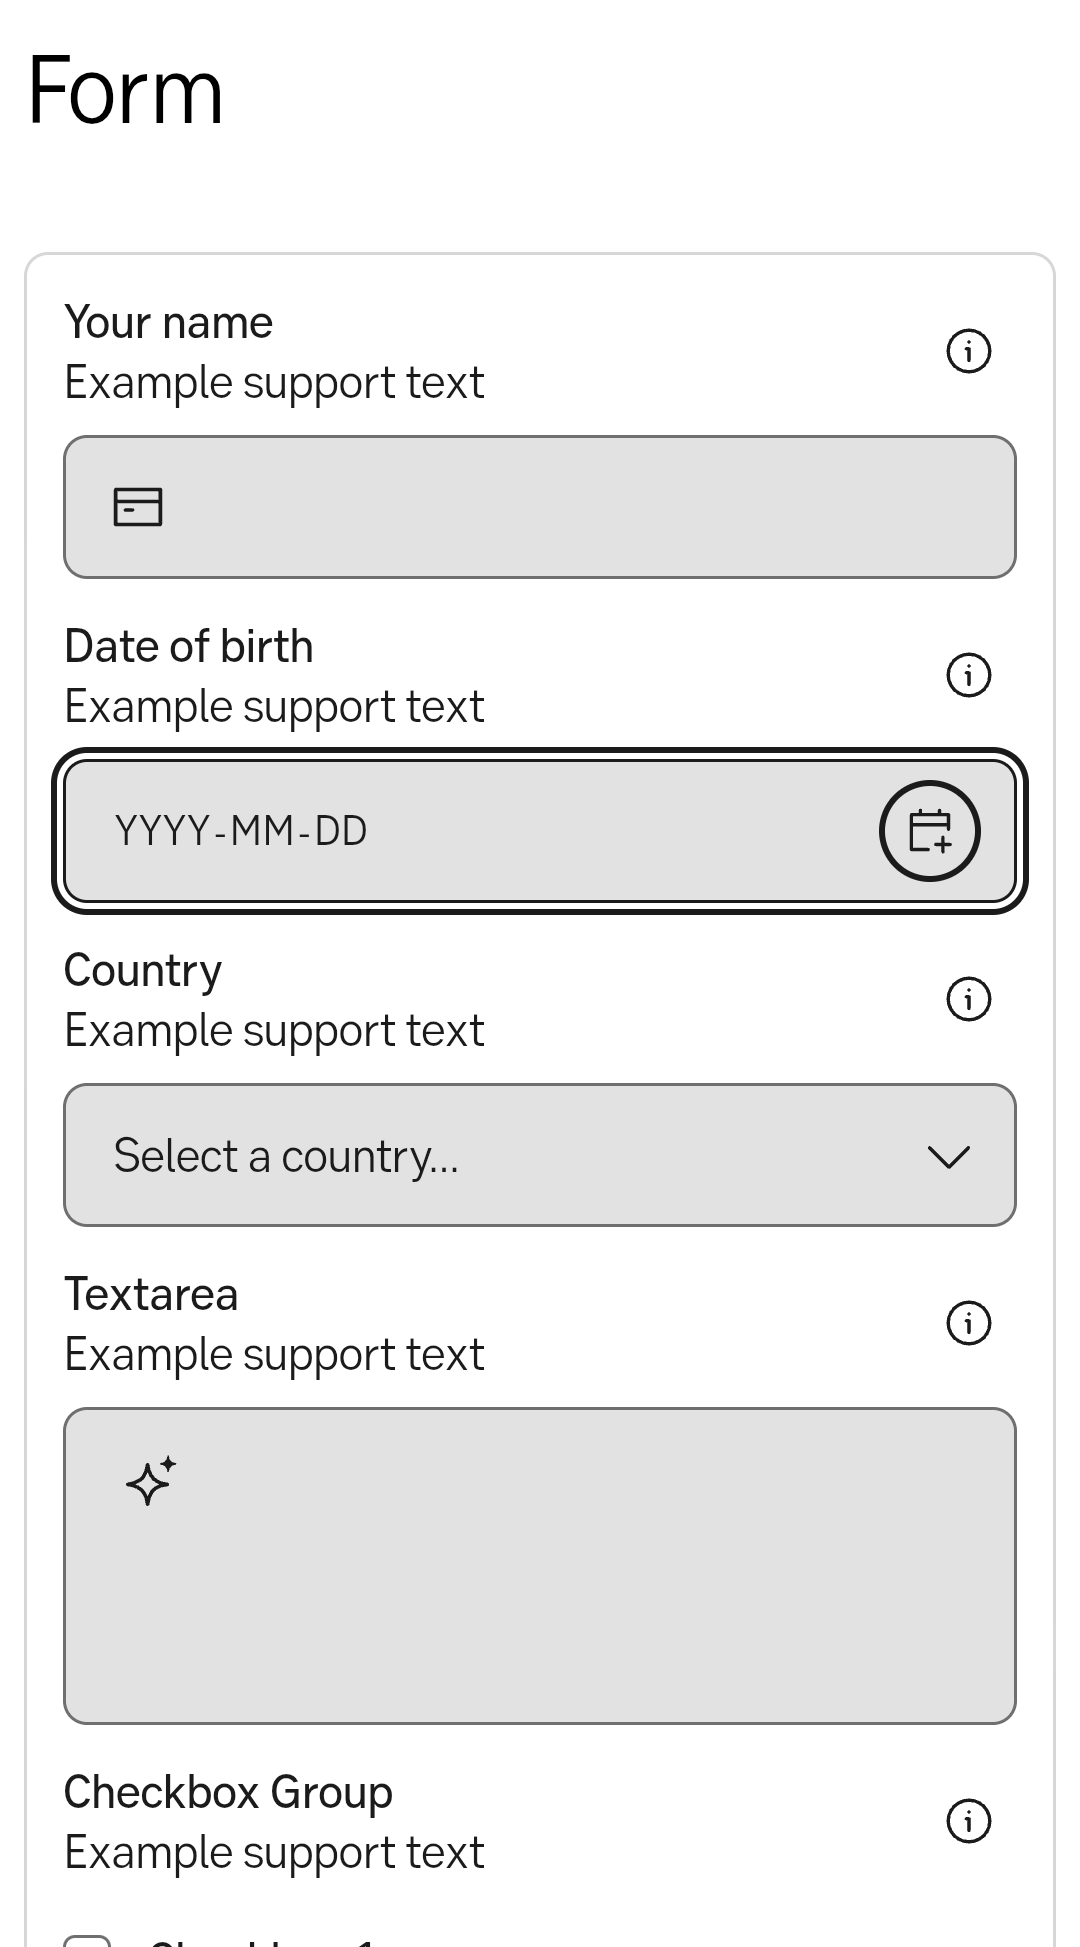 Form
Your name
Example support text
Date of birth
Example support text
YYYY-MM-DD
Country
Example support text
Select a country...
Textarea
Example support text
Checkbox Group
Example support text